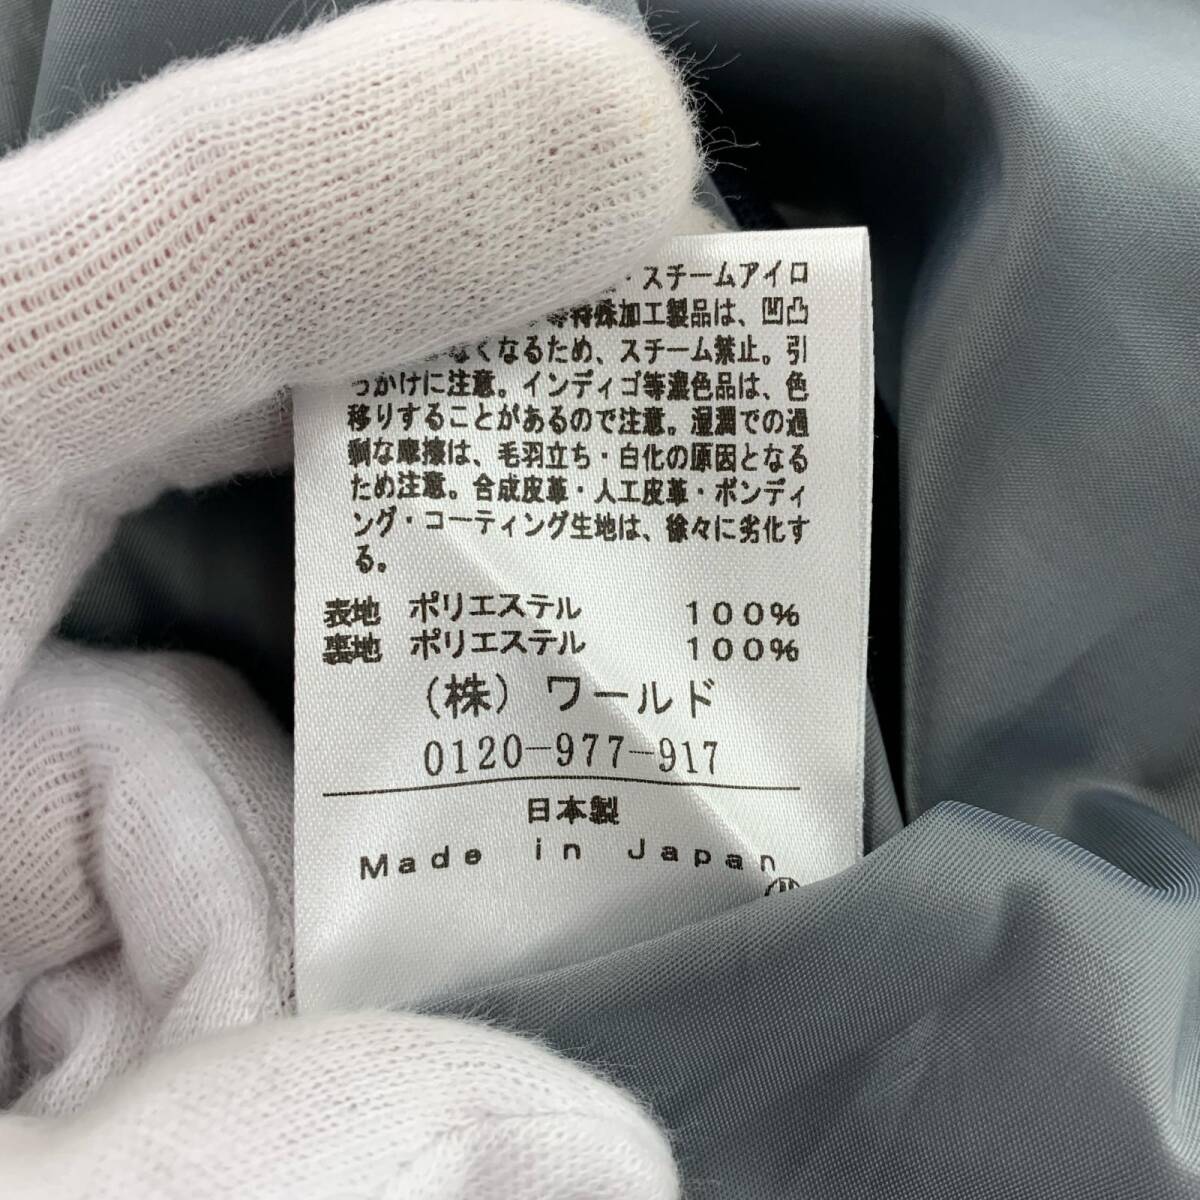 ・スチームアイロ
等特殊加工製品は、凹凸
なくなるため、スチーム禁止。引
っかけに注意。インディゴ等濃色品は、色
移りすることがあるので注意。湿潤での過
剰な摩擦は、毛羽立ち・白化の原因となる
ため注意。合成皮革・人工皮革・ボンディ
ング・コーティング生地は、徐々に劣化す
る。
表地 ポリエステル 100%
裏地 ポリエステル 100%
(株) ワールド
0120-977-917
日本製
Made in Japan